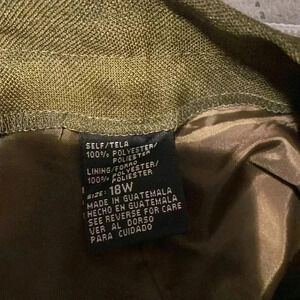 SELF/TELA
100% POLYESTER/
POLIESTER
LINING/FORRO
100% POLYESTER/
POLIESTER
SIZE: 18W
MADE IN GUATEMALA
HECHO EN GUATEMALA
SEE REVERSE FOR CARE
VER AL DORSO
PARA CUIDADO